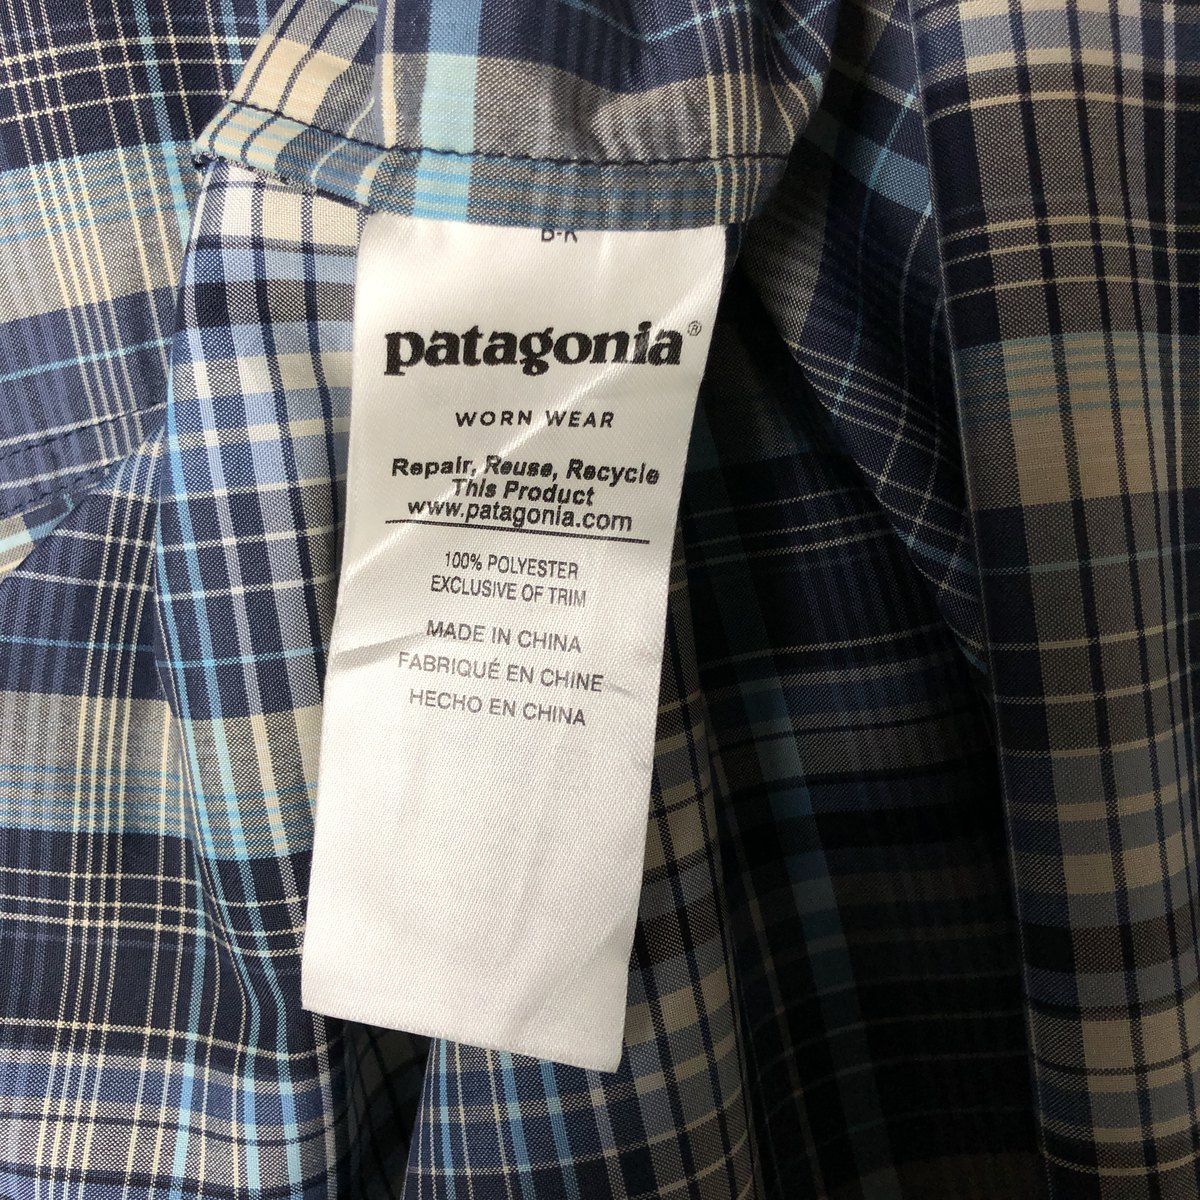 patagonia®
WORN WEAR
Repair, Reuse, Recycle
This Product
www.patagonia.com
100% POLYESTER
EXCLUSIVE OF TRIM
MADE IN CHINA
FABRIQUÉ EN CHINE
HECHO EN CHINA